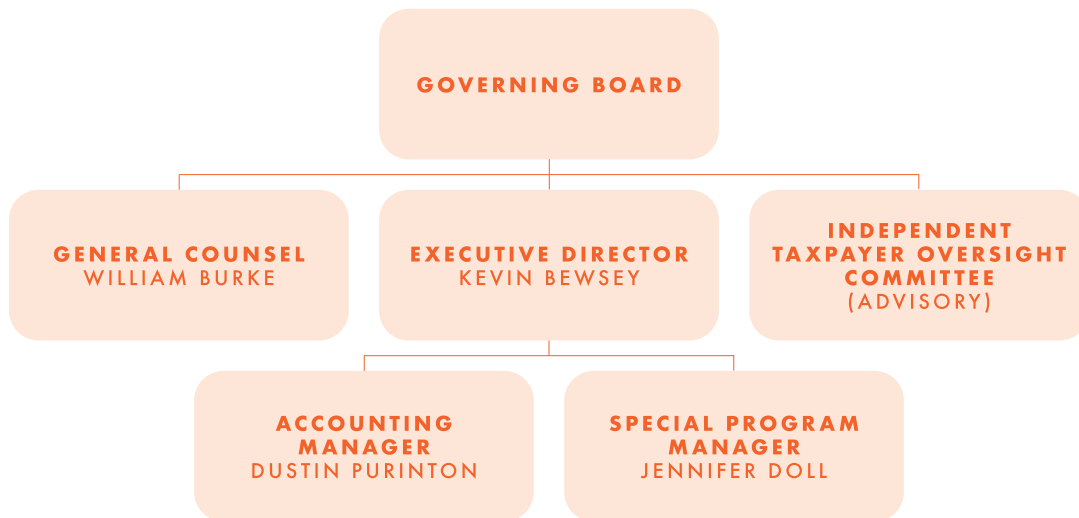 GOVERNING BOARD
GENERAL COUNSEL
WILLIAM BURKE
EXECUTIVE DIRECTOR
KEVIN BEWSEY
INDEPENDENT
TAXPAYER OVERSIGHT
COMMITTEE
(ADVISORY)
ACCOUNTING
MANAGER
DUSTIN PURINTON
SPECIAL PROGRAM
MANAGER
JENNIFER DOLL